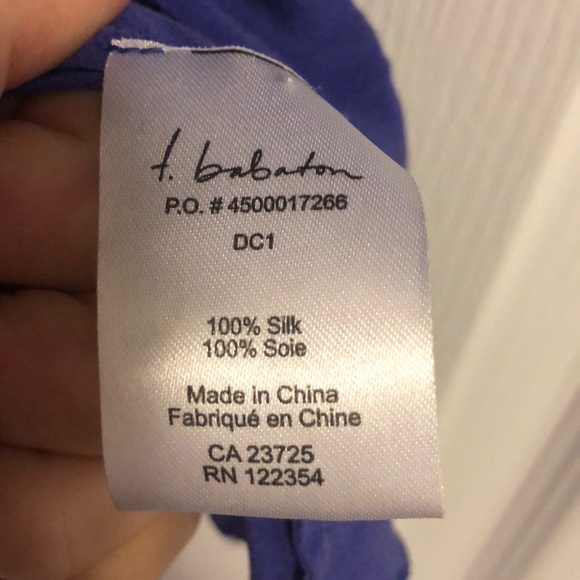 t. babaton
P.O. # 4500017266
DC1
100% Silk
100% Soie
Made in China
Fabriqué en Chine
CA 23725
RN 122354